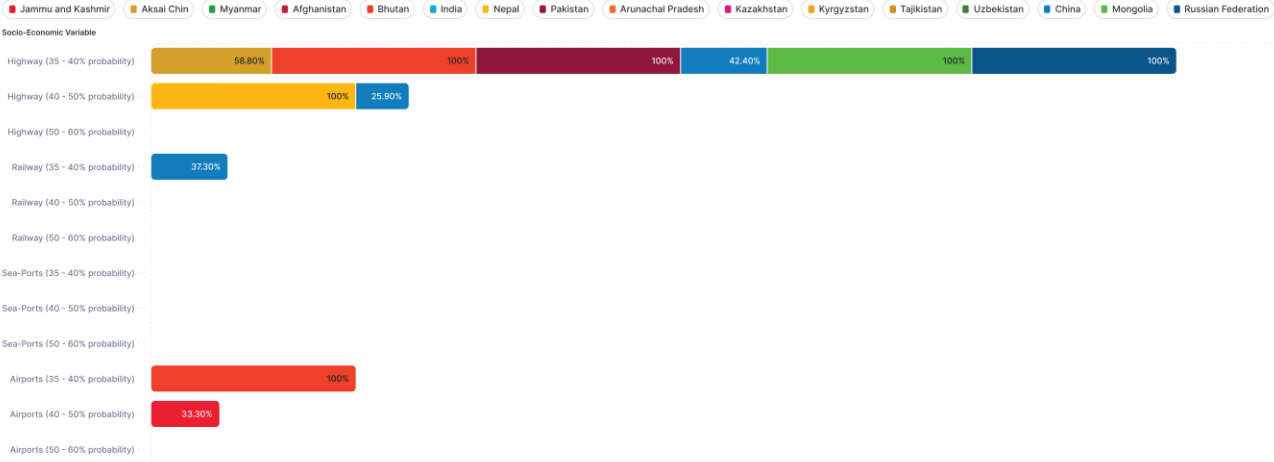 Jammu and Kashmir Aksai Chin Myanmar Afghanistan Bhutan India Nepal Pakistan Arunachal Pradesh Kazakhstan Kyrgyzstan Tajikistan Uzbekistan China Mongolia Russian Federation
Socio-Economic Variable
Highway (35 - 40% probability) 58.80% 100% 100% 42.40% 100% 100%
Highway (40 - 50% probability) 100% 25.90%
Highway (50 - 60% probability)
Railway (35 - 40% probability) 37.30%
Railway (40 - 50% probability)
Railway (50 - 60% probability)
Sea-Ports (35 - 40% probability)
Sea-Ports (40 - 50% probability)
Sea-Ports (50 - 60% probability)
Airports (35 - 40% probability) 100%
Airports (40 - 50% probability) 33.30%
Airports (50 - 60% probability)